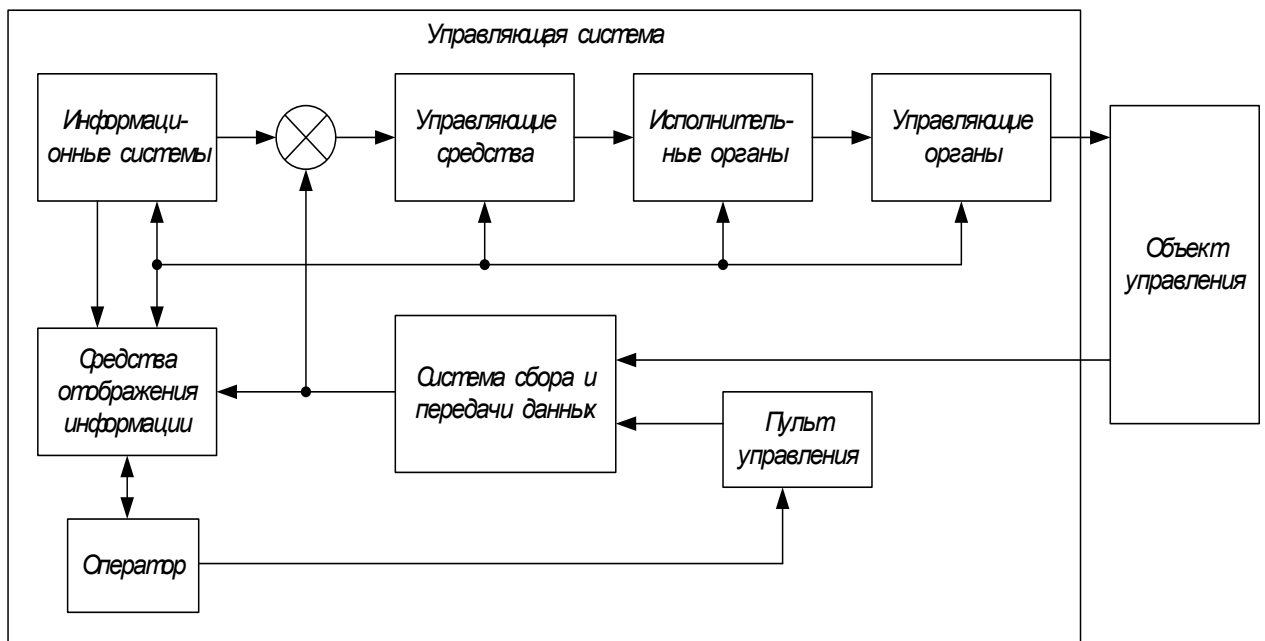 Управляющая система
Информаци-
онные системы
Управляющие
средства
Исполнитель-
ные органы
Управляющие
органы
Объект
управления
Средства
отображения
информации
Система сбора и
передачи данных
Пульт
управления
Оператор